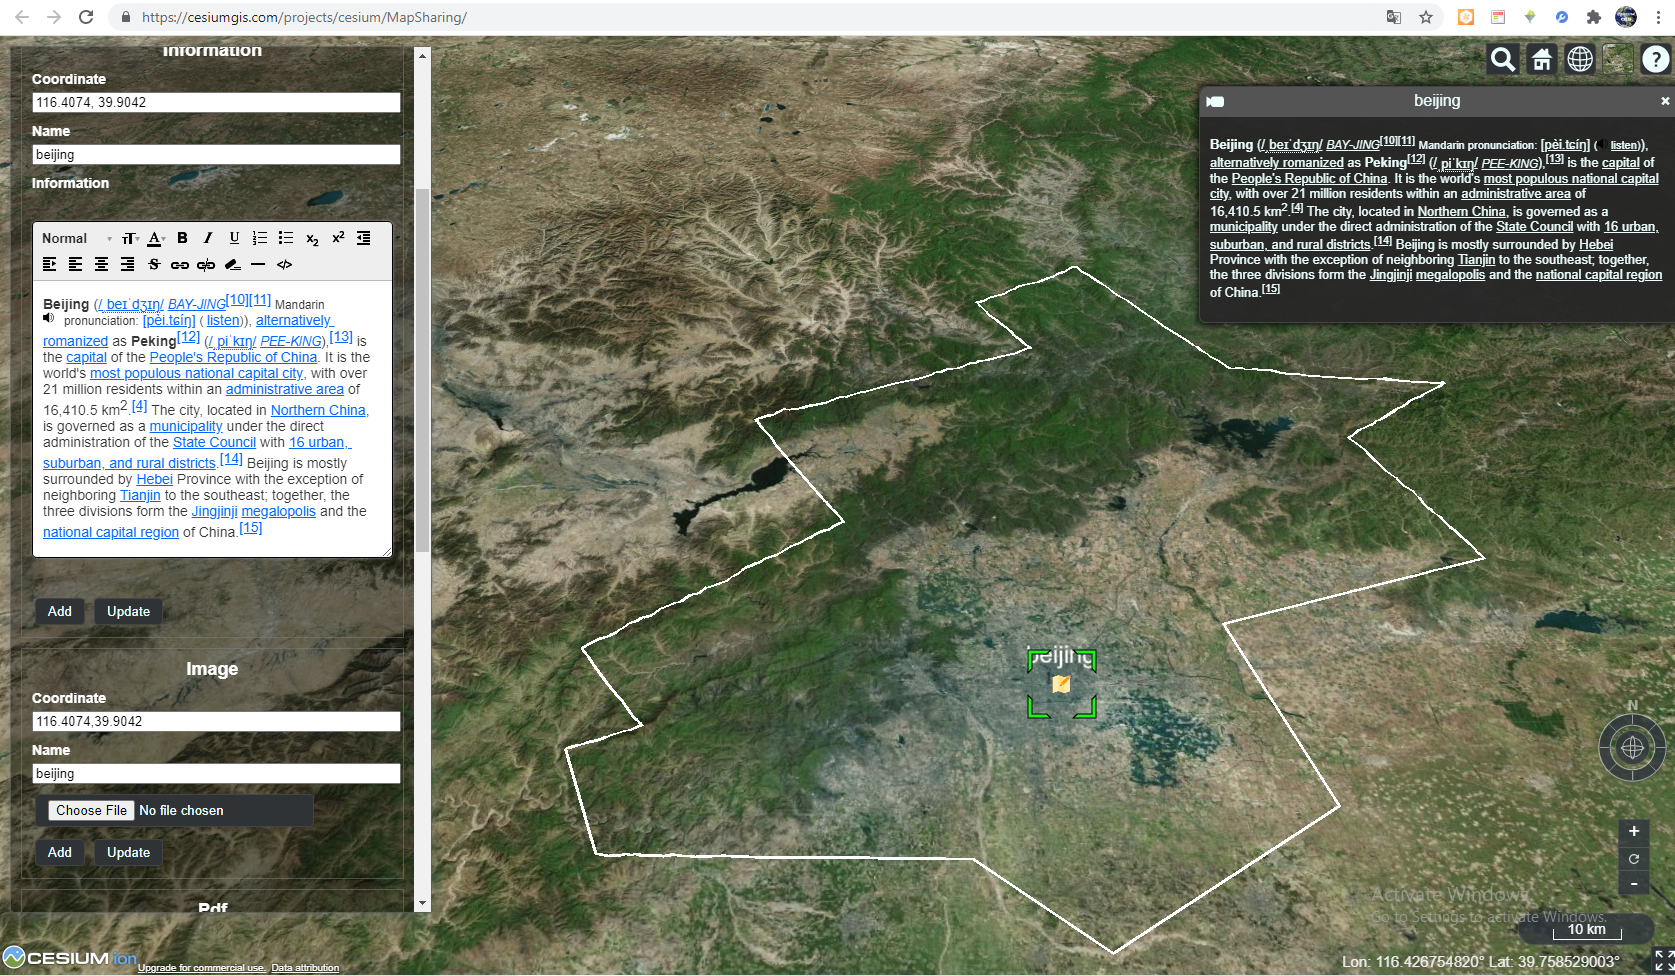 https://cesiumgis.com/projects/cesium/MapSharing/
Information
Coordinate
116.4074, 39.9042
Name
beijing
Information
Normal
Beijing (/ˌbeɪˈdʒɪŋ/ BAY-JING[10][11] Mandarin
pronunciation: [pèi.tɕíŋ] ( listen)), alternatively
romanized as Peking[12] (/ˌpiːˈkɪŋ/ PEE-KING),[13] is
the capital of the People's Republic of China. It is the
world's most populous national capital city, with over
21 million residents within an administrative area of
16,410.5 km2.[4] The city, located in Northern China,
is governed as a municipality under the direct
administration of the State Council with 16 urban,
suburban, and rural districts.[14] Beijing is mostly
surrounded by Hebei Province with the exception of
neighboring Tianjin to the southeast; together, the
three divisions form the Jingjinji megalopolis and the
national capital region of China.[15]
Add Update
Image
Coordinate
116.4074,39.9042
Name
beijing
Choose File No file chosen
Add Update
Pdf
CESIUM ion
Upgrade for commercial use. Data attribution
beijing
Beijing (/ˌbeɪˈdʒɪŋ/ BAY-JING[10][11] Mandarin pronunciation: [pèi.tɕíŋ] ( listen)),
alternatively romanized as Peking[12] (/ˌpiːˈkɪŋ/ PEE-KING),[13] is the capital of
the People's Republic of China. It is the world's most populous national capital
city, with over 21 million residents within an administrative area of
16,410.5 km2.[4] The city, located in Northern China, is governed as a
municipality under the direct administration of the State Council with 16 urban,
suburban, and rural districts.[14] Beijing is mostly surrounded by Hebei
Province with the exception of neighboring Tianjin to the southeast; together,
the three divisions form the Jingjinji megalopolis and the national capital region
of China.[15]
beijing
N
Activate Windows
Go to Settings to activate Windows.
10 km
Lon: 116.426754820° Lat: 39.758529003°